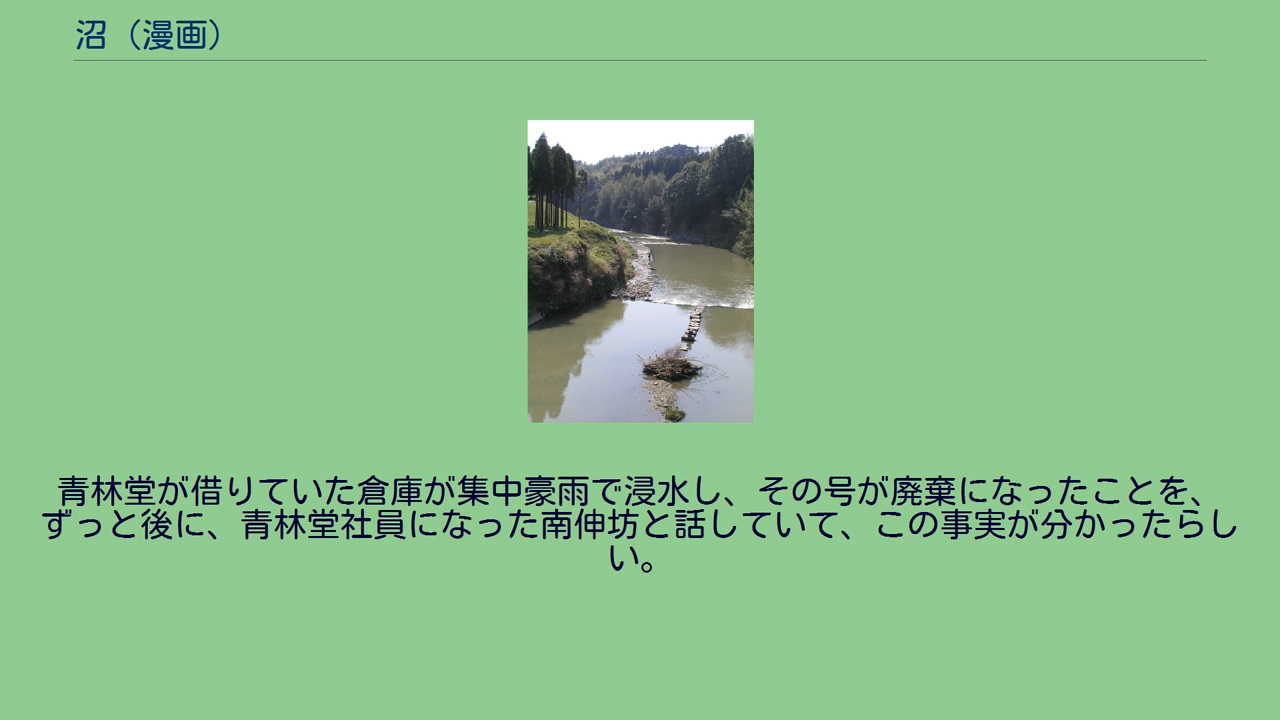 沼（漫画）
青林堂が借りていた倉庫が集中豪雨で浸水し、その号が廃棄になったことを、
ずっと後に、青林堂社員になった南伸坊と話していて、この事実が分かったらし
い。